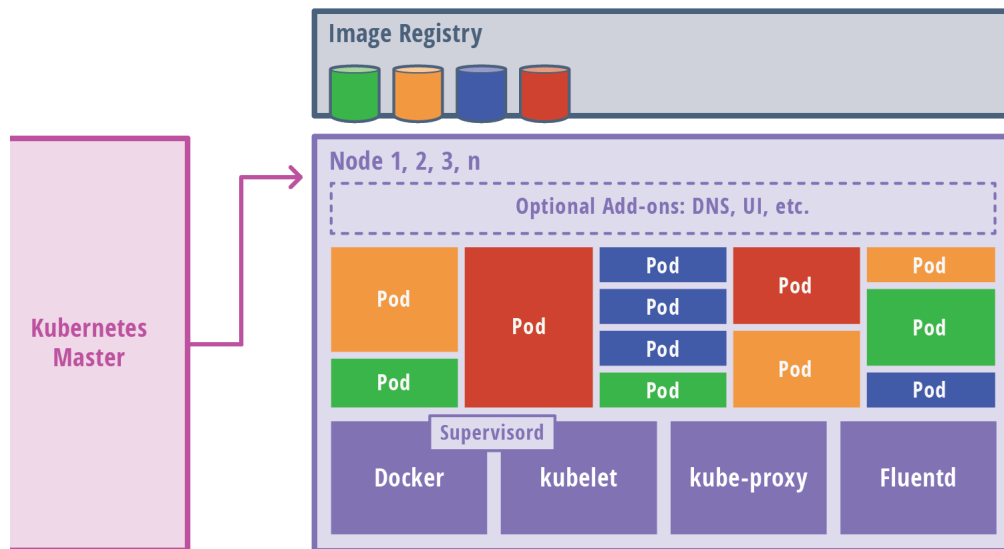 Image Registry
Kubernetes
Master
Node 1, 2, 3, n
Optional Add-ons: DNS, UI, etc.
Pod
Pod
Pod
Pod
Pod
Pod
Pod
Pod
Pod
Pod
Pod
Pod
Supervisord
Docker
kubelet
kube-proxy
Fluentd